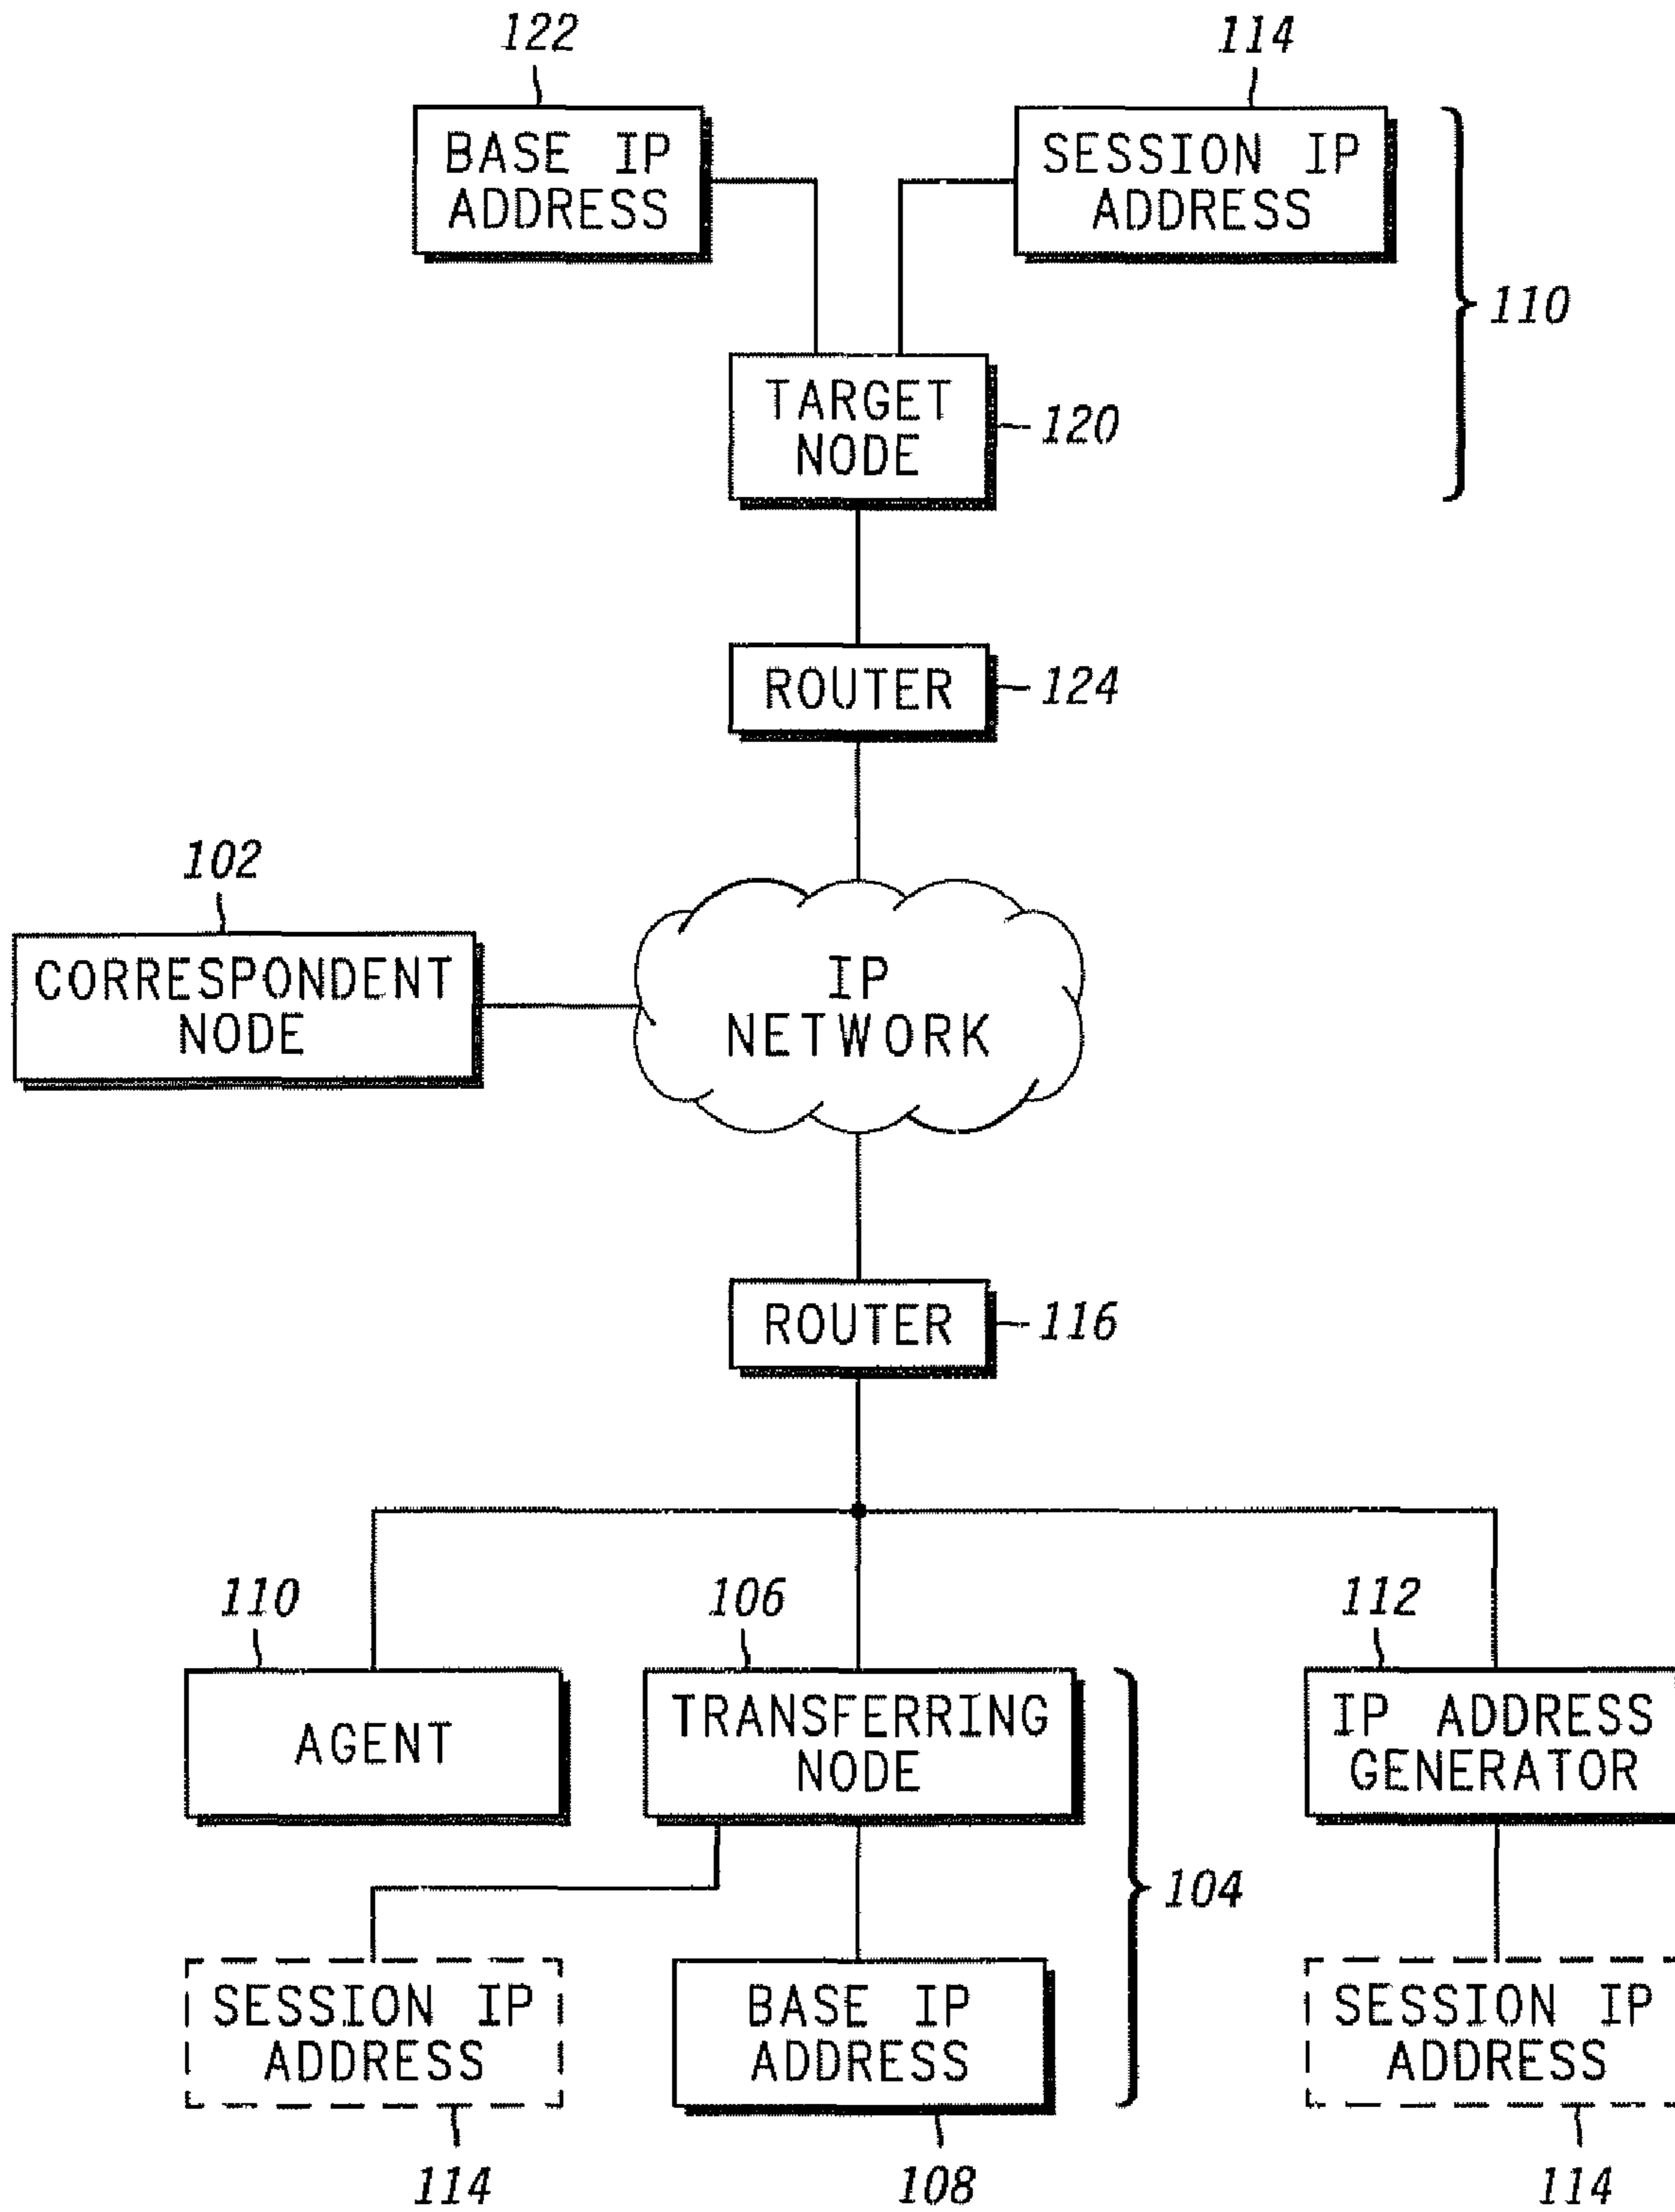 122
114
BASE IP
ADDRESS
SESSION IP
ADDRESS
110
TARGET
NODE
120
ROUTER
124
102
CORRESPONDENT
NODE
IP
NETWORK
ROUTER
116
110
106
112
AGENT
TRANSFERRING
NODE
IP ADDRESS
GENERATOR
104
SESSION IP
ADDRESS
BASE IP
ADDRESS
SESSION IP
ADDRESS
114
108
114